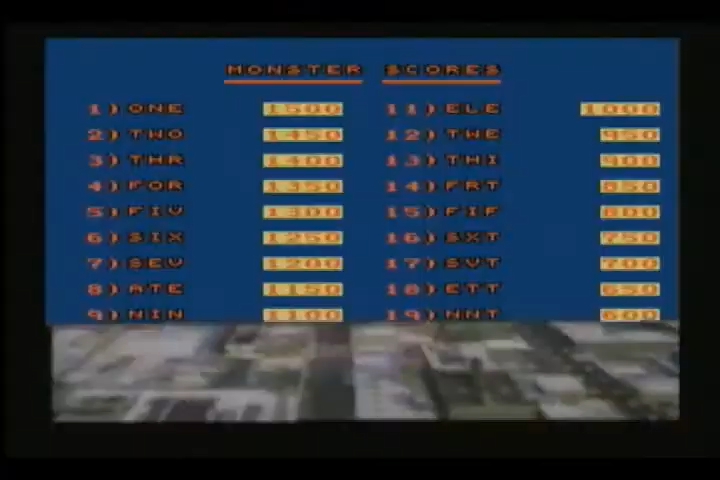 MONSTER SCORES
1) ONE 1500 11) ELE 1000
2) TWO 1450 12) TWE 950
3) THR 1400 13) THI 900
4) FOR 1350 14) FRT 850
5) FIV 1300 15) FIF 800
6) SIX 1250 16) SXT 750
7) SEV 1200 17) SVT 700
8) ATE 1150 18) ETT 650
9) NIN 1100 19) NNT 600